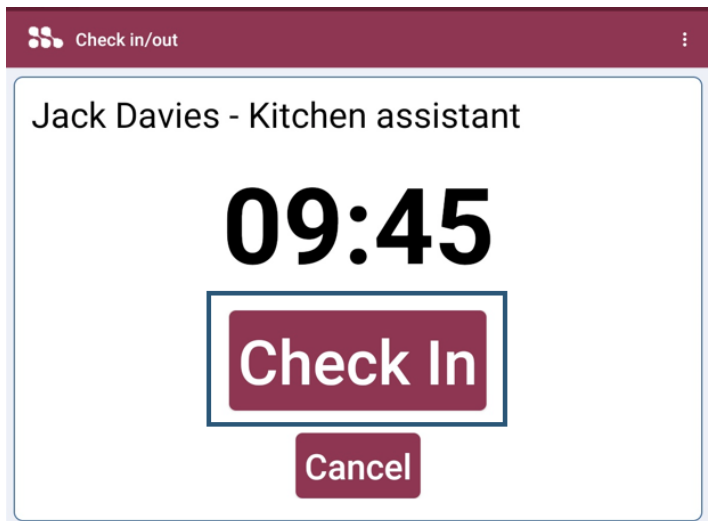 Check in/out
Jack Davies - Kitchen assistant
09:45
Check In
Cancel